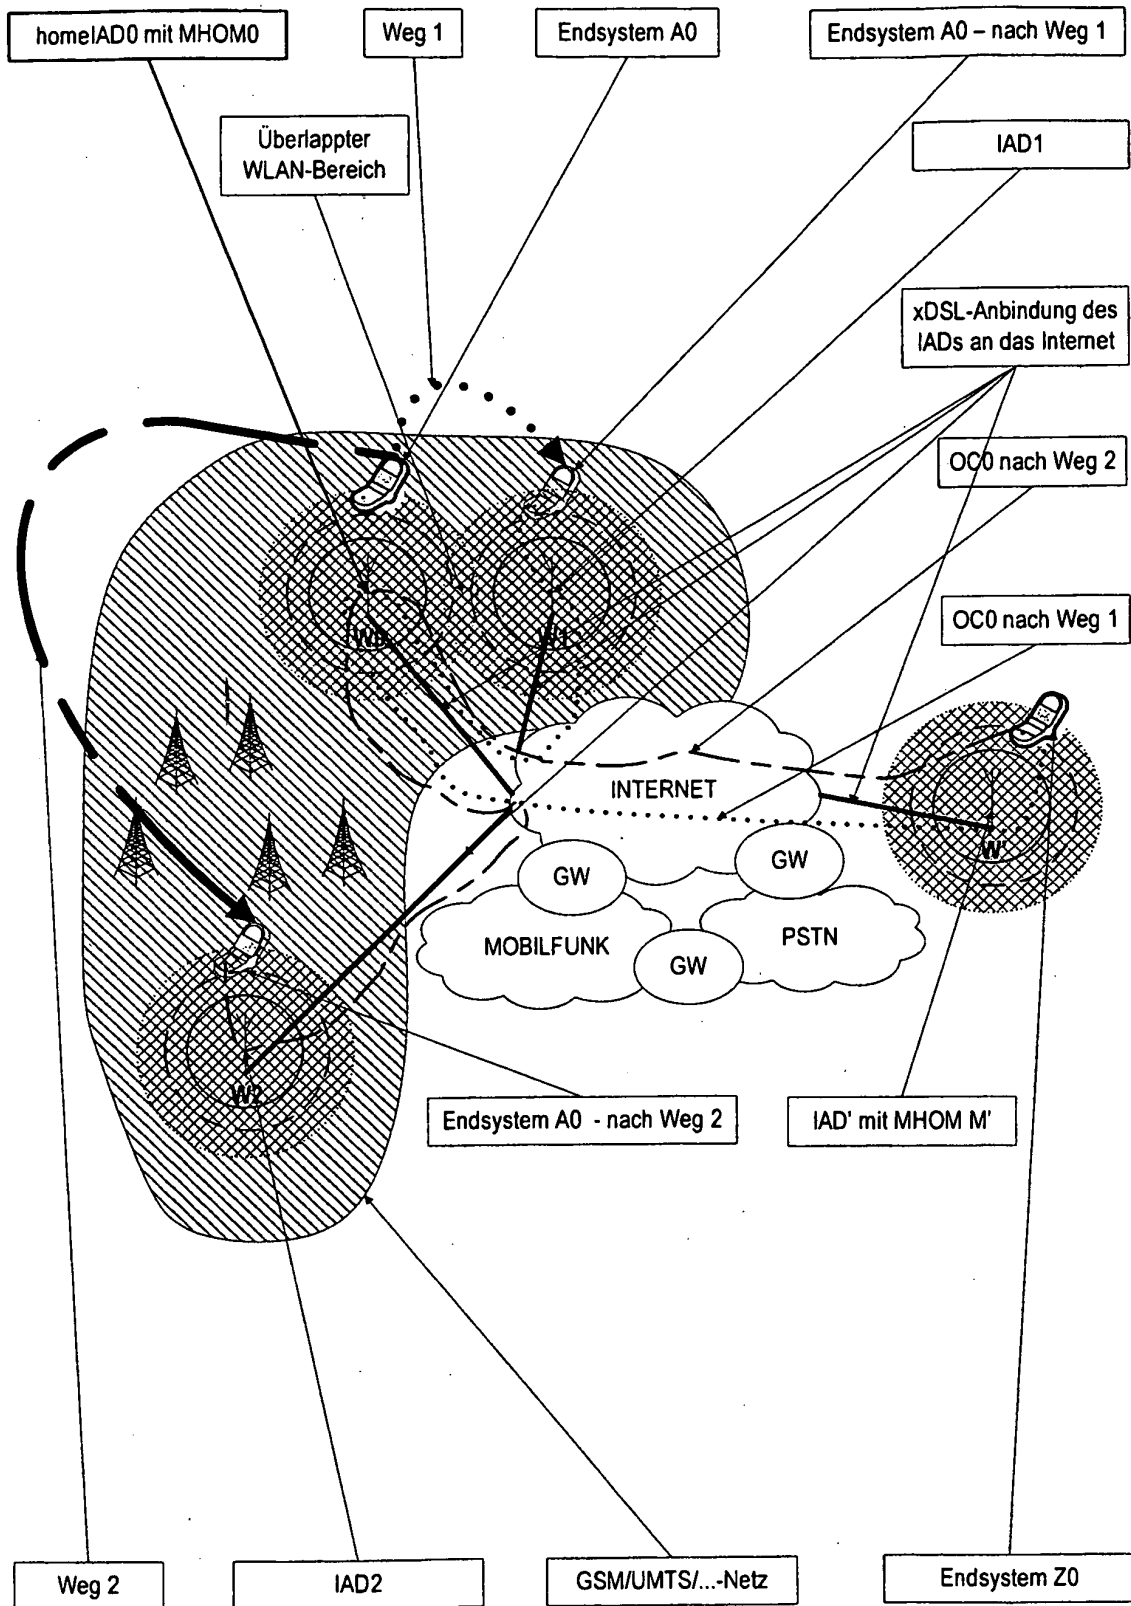 homeIAD0 mit MHOM0
Weg 1
Endsystem A0
Endsystem A0 – nach Weg 1
Überlappter
WLAN-Bereich
IAD1
xDSL-Anbindung des
IADs an das Internet
OC0 nach Weg 2
OC0 nach Weg 1
W0
W1
INTERNET
W'
GW
GW
MOBILFUNK
PSTN
GW
W2
Endsystem A0 - nach Weg 2
IAD' mit MHOM M'
Weg 2
IAD2
GSM/UMTS/...-Netz
Endsystem Z0